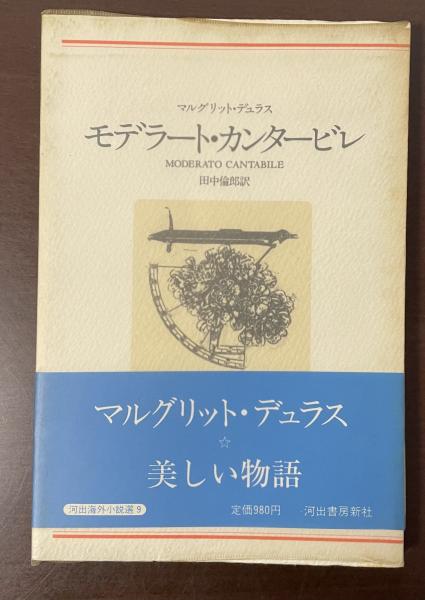 マルグリット・デュラス
モデラート・カンタービレ
MODERATO CANTABILE
田中倫郎訳
マルグリット・デュラス
☆
美しい物語
河出海外小説選 9 定価980円 河出書房新社